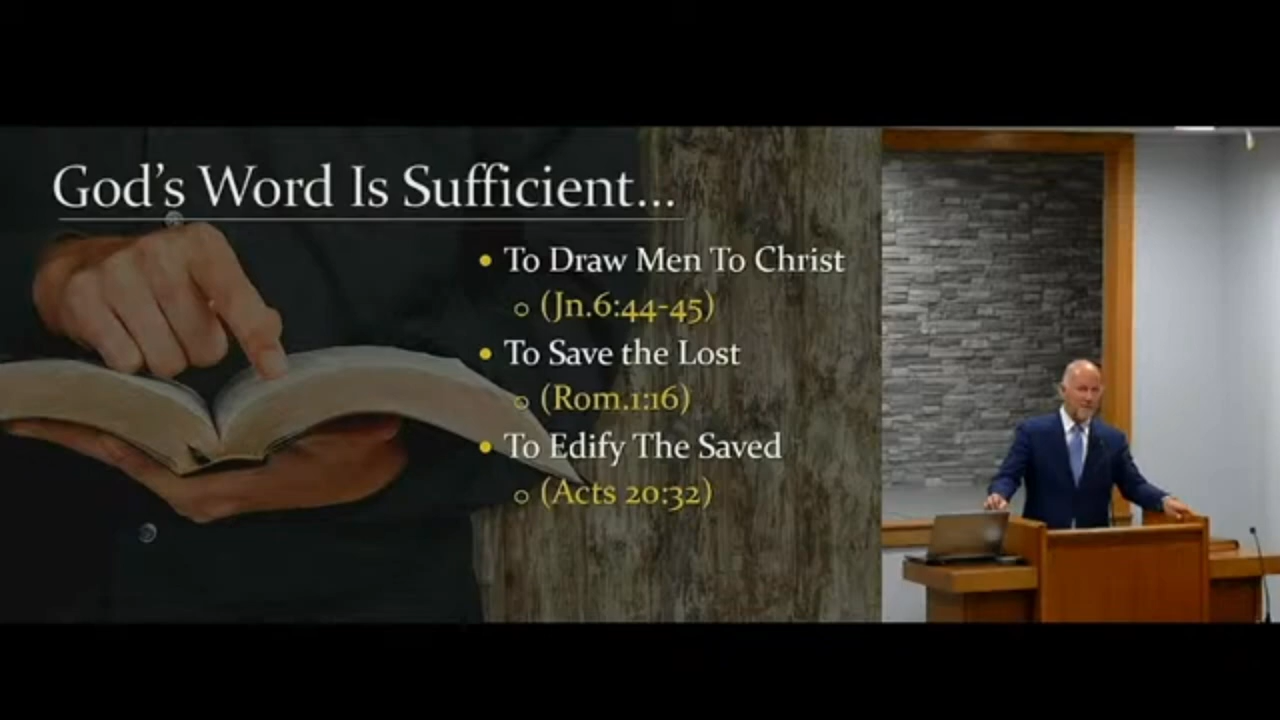 God's Word Is Sufficient...
• To Draw Men To Christ
o (Jn.6:44-45)
• To Save the Lost
o (Rom.1:16)
• To Edify The Saved
o (Acts 20:32)